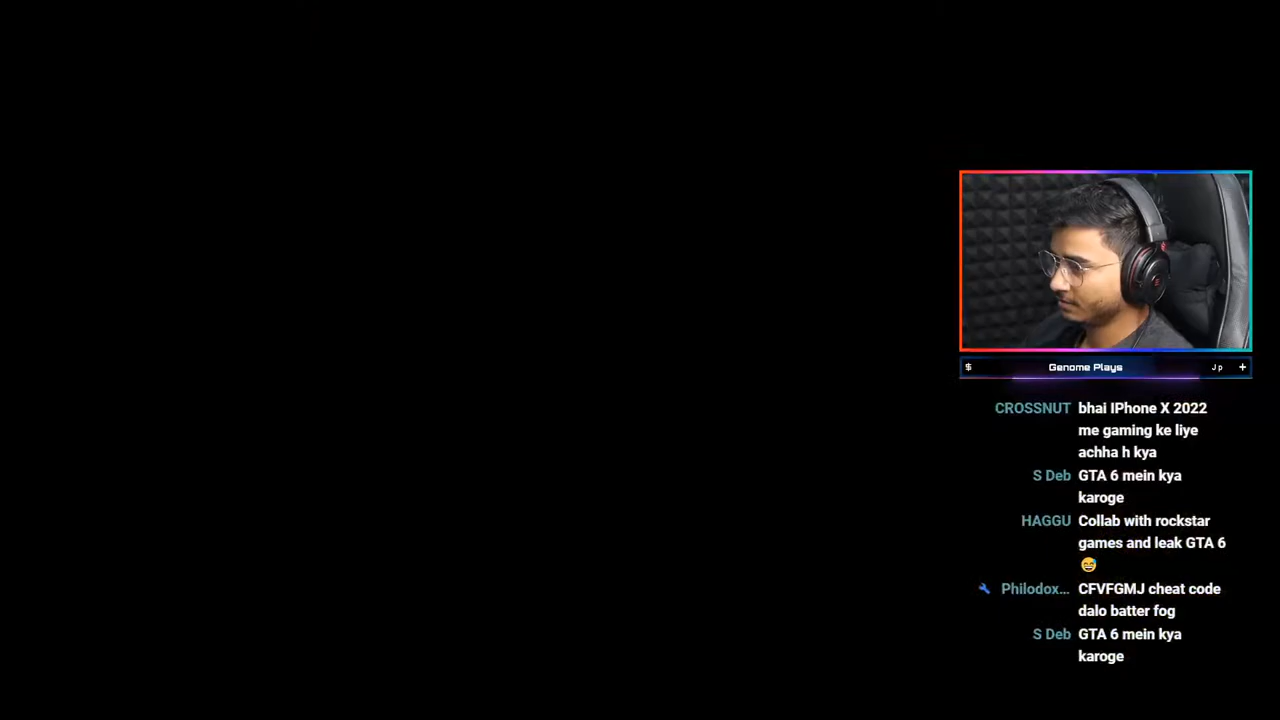 $ Genome Plays Jp +
CROSSNUT bhai IPhone X 2022
me gaming ke liye
achha h kya
S Deb GTA 6 mein kya
karoge
HAGGU Collab with rockstar
games and leak GTA 6
😅
Philodox... CFVFGMJ cheat code
dalo batter fog
S Deb GTA 6 mein kya
karoge